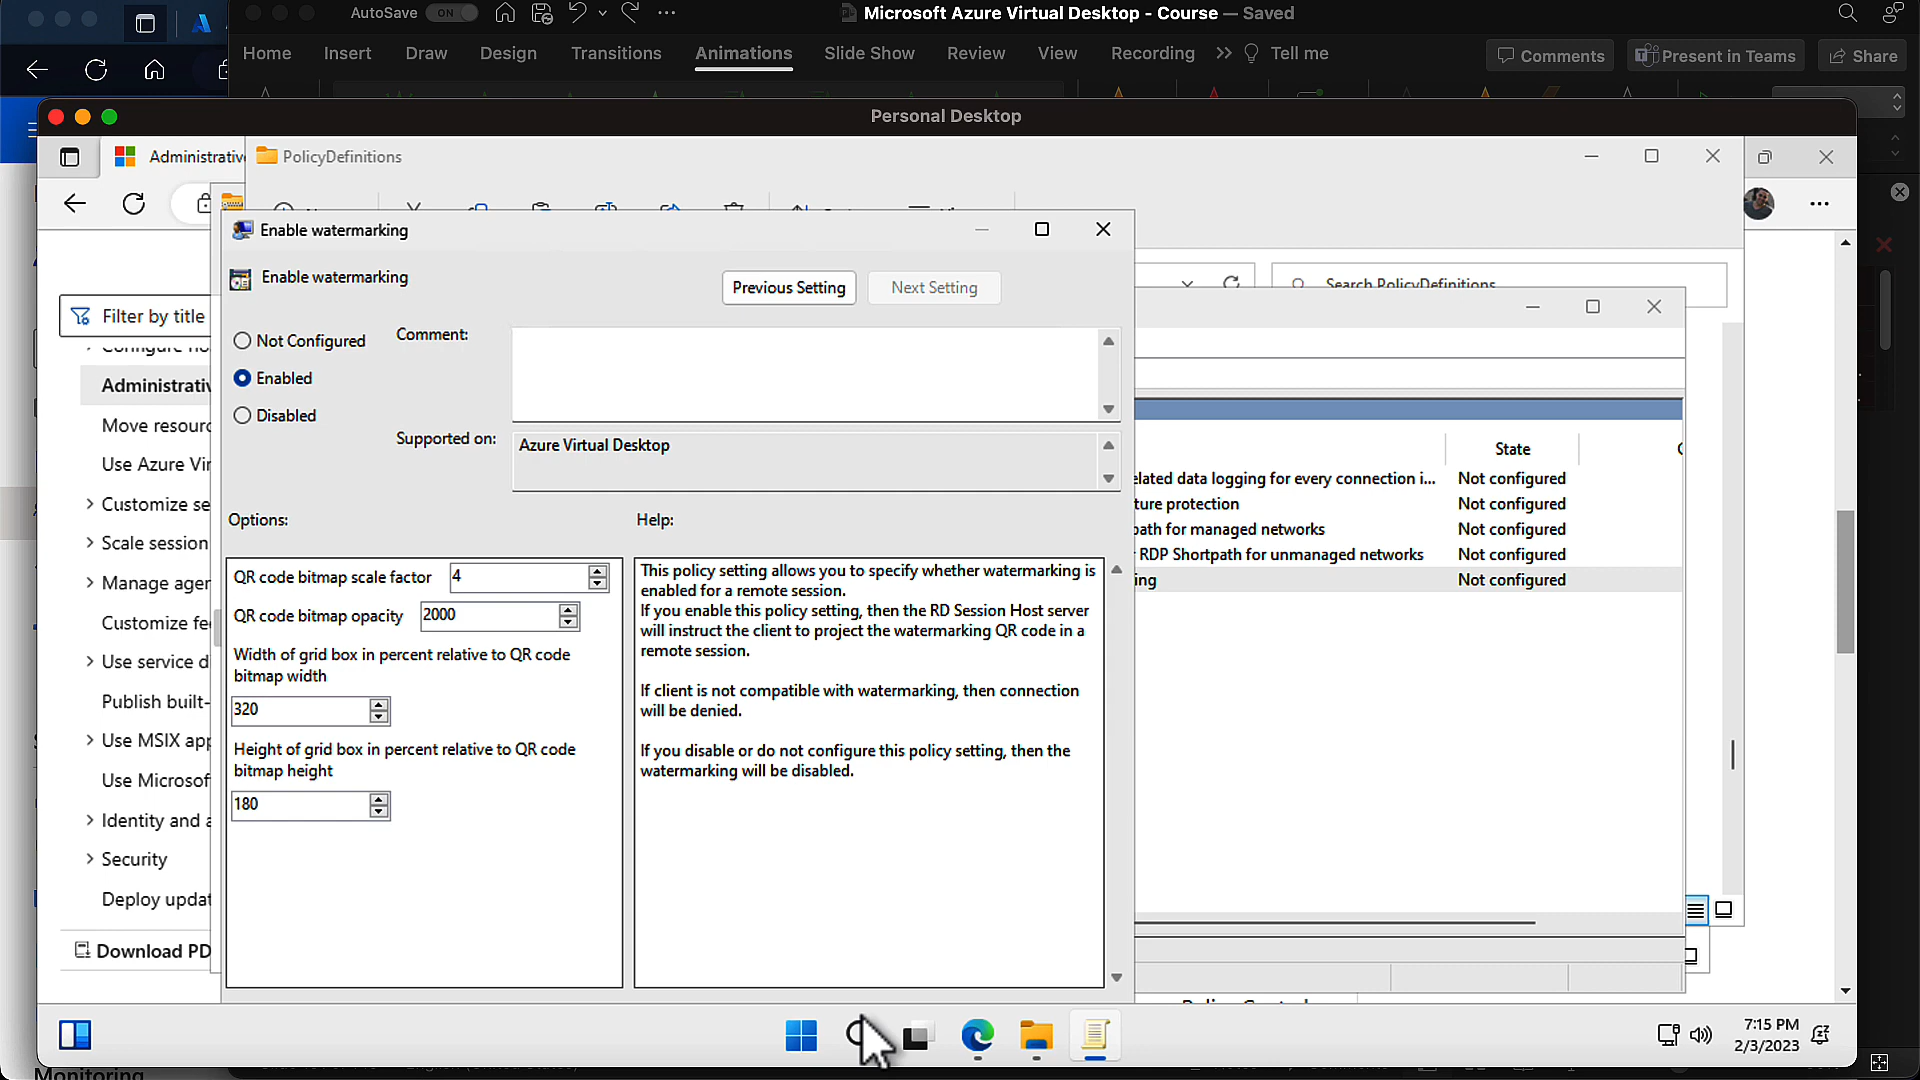 AutoSave ON
Microsoft Azure Virtual Desktop - Course — Saved
Home Insert Draw Design Transitions Animations Slide Show Review View Recording Tell me
Comments Present in Teams Share
Personal Desktop
Administrativ
PolicyDefinitions
Search PolicyDefinitions
Filter by title
Administrativ
Move resourc
Use Azure Vir
Customize se
Scale session
Manage ager
Customize fe
Use service d
Publish built-
Use MSIX app
Use Microsof
Identity and a
Security
Deploy updat
Download PD
Enable watermarking
Enable watermarking
Previous Setting
Next Setting
Not Configured
Enabled
Disabled
Comment:
Supported on:
Azure Virtual Desktop
Options:
Help:
QR code bitmap scale factor 4
QR code bitmap opacity 2000
Width of grid box in percent relative to QR code
bitmap width
320
Height of grid box in percent relative to QR code
bitmap height
180
This policy setting allows you to specify whether watermarking is
enabled for a remote session.
If you enable this policy setting, then the RD Session Host server
will instruct the client to project the watermarking QR code in a
remote session.
If client is not compatible with watermarking, then connection
will be denied.
If you disable or do not configure this policy setting, then the
watermarking will be disabled.
State
elated data logging for every connection i... Not configured
ture protection Not configured
path for managed networks Not configured
RDP Shortpath for unmanaged networks Not configured
ing Not configured
7:15 PM
2/3/2023
Monitoring